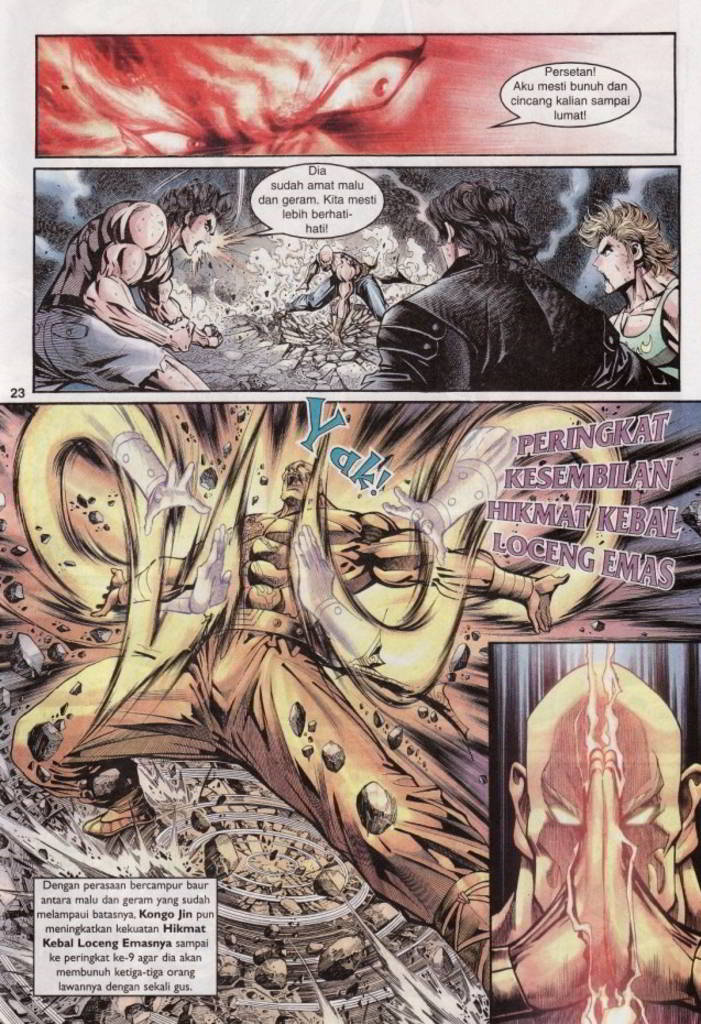 Persetan!
Aku mesti bunuh dan
cincang kalian sampai
lumat!
Dia
sudah amat malu
dan geram. Kita mesti
lebih berhati-
hati!
23
Yak!
PERINGKAT
KESEMBILAN
HIKMAT KEBAL
LOCENG EMAS
Dengan perasaan bercampur baur
antara malu dan geram yang sudah
melampaui batasnya, Kongo Jin pun
meningkatkan kekuatan Hikmat
Kebal Loceng Emasnya sampai
ke peringkat ke-9 agar dia akan
membunuh ketiga-tiga orang
lawannya dengan sekali gus.